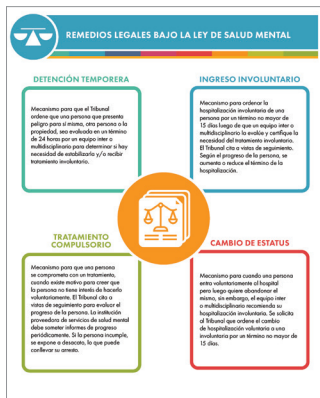 REMEDIOS LEGALES BAJO LA LEY DE SALUD MENTAL
DETENCIÓN TEMPORERA
Mecanismo para que el Tribunal
ordene que una persona que presenta
peligro para sí misma, otra persona o la
propiedad, sea evaluada en un término
de 24 horas por un equipo inter o
multidisciplinario para determinar si hay
necesidad de estabilizarla y/o recibir
tratamiento involuntario.
INGRESO INVOLUNTARIO
Mecanismo para ordenar la
hospitalización involuntaria de una
persona por un término no mayor de
15 días luego de que un equipo inter o
multidisciplinario la evalúe y certifique la
necesidad del tratamiento involuntario.
El Tribunal cita a vistas de seguimiento.
Según el progreso de la persona, se
aumenta o reduce el término de la
hospitalización.
TRATAMIENTO
COMPULSORIO
Mecanismo para que una persona
se comprometa con un tratamiento,
cuando existe motivo para creer que
la persona no tiene interés de hacerlo
voluntariamente. El Tribunal cita a
vistas de seguimiento para evaluar el
progreso de la persona. La institución
proveedora de servicios de salud mental
debe someter informes de progreso
periódicamente. Si la persona incumple,
se expone a desacato, lo que puede
conllevar su arresto.
CAMBIO DE ESTATUS
Mecanismo para cuando una persona
entra voluntariamente al hospital
pero luego quiere abandonar el
mismo, sin embargo, el equipo inter
o multidisciplinario recomienda su
hospitalización involuntaria. Se solicita
al Tribunal que ordene el cambio
de hospitalización voluntaria a una
involuntaria por un término no mayor de
15 días.